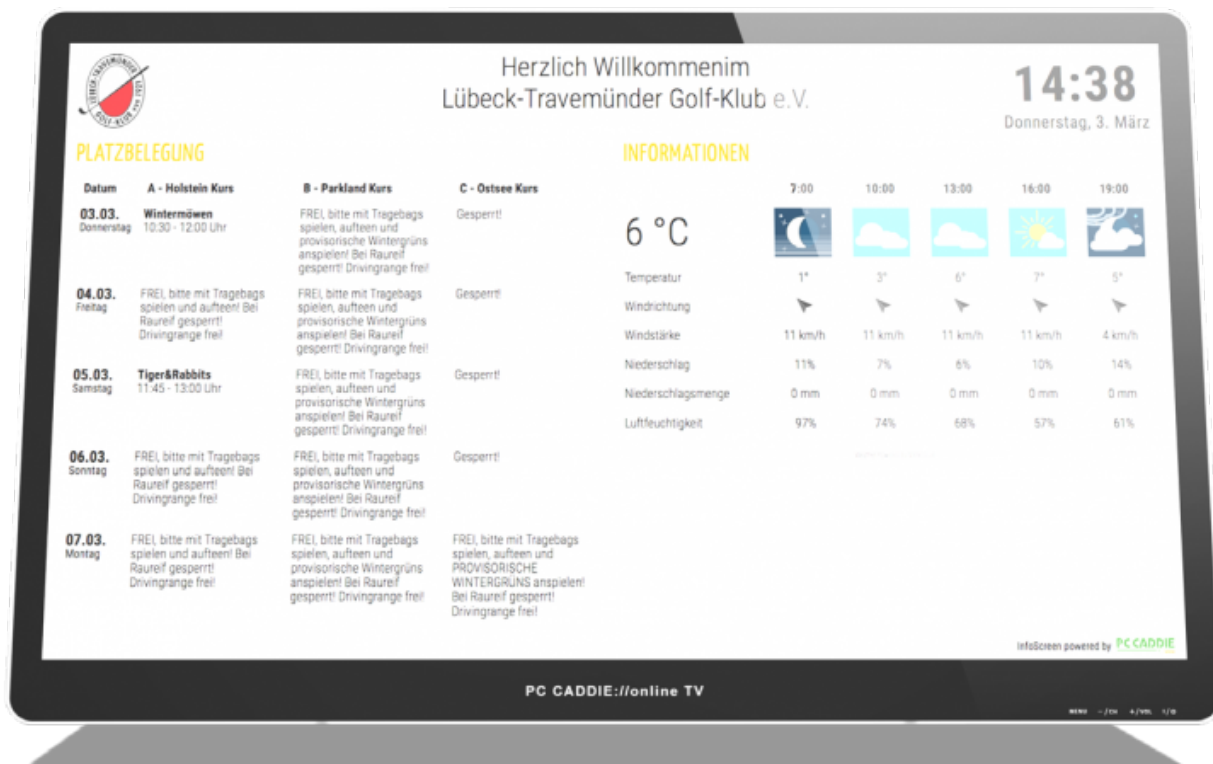 LÜBECK-TRAVEMÜNDER
GOLF-KLUB
Herzlich Willkommenim
Lübeck-Travemünder Golf-Klub e.V.
14:38
Donnerstag, 3. März
PLATZBELEGUNG
Datum A - Holstein Kurs B - Parkland Kurs C - Ostsee Kurs
03.03.
Donnerstag
Wintermöwen
10:30 - 12:00 Uhr
FREI, bitte mit Tragebags
spielen, aufteen und
provisorische Wintergrüns
anspielen! Bei Raureif
gesperrt! Drivingrange frei!
Gesperrt!
04.03.
Freitag
FREI, bitte mit Tragebags
spielen und aufteen! Bei
Raureif gesperrt!
Drivingrange frei!
FREI, bitte mit Tragebags
spielen, aufteen und
provisorische Wintergrüns
anspielen! Bei Raureif
gesperrt! Drivingrange frei!
Gesperrt!
05.03.
Samstag
Tiger&Rabbits
11:45 - 13:00 Uhr
FREI, bitte mit Tragebags
spielen, aufteen und
provisorische Wintergrüns
anspielen! Bei Raureif
gesperrt! Drivingrange frei!
Gesperrt!
06.03.
Sonntag
FREI, bitte mit Tragebags
spielen und aufteen! Bei
Raureif gesperrt!
Drivingrange frei!
FREI, bitte mit Tragebags
spielen, aufteen und
provisorische Wintergrüns
anspielen! Bei Raureif
gesperrt! Drivingrange frei!
Gesperrt!
07.03.
Montag
FREI, bitte mit Tragebags
spielen und aufteen! Bei
Raureif gesperrt!
Drivingrange frei!
FREI, bitte mit Tragebags
spielen, aufteen und
provisorische Wintergrüns
anspielen! Bei Raureif
gesperrt! Drivingrange frei!
FREI, bitte mit Tragebags
spielen, aufteen und
PROVISORISCHE
WINTERGRÜNS anspielen!
Bei Raureif gesperrt!
Drivingrange frei!
INFORMATIONEN
7:00 10:00 13:00 16:00 19:00
6 °C
Temperatur 1° 3° 6° 7° 5°
Windrichtung
Windstärke 11 km/h 11 km/h 11 km/h 11 km/h 4 km/h
Niederschlag 11% 7% 6% 10% 14%
Niederschlagsmenge 0 mm 0 mm 0 mm 0 mm 0 mm
Luftfeuchtigkeit 97% 74% 68% 57% 61%
InfoScreen powered by PC CADDIE
PC CADDIE://online TV
MENU - / CH + / VOL